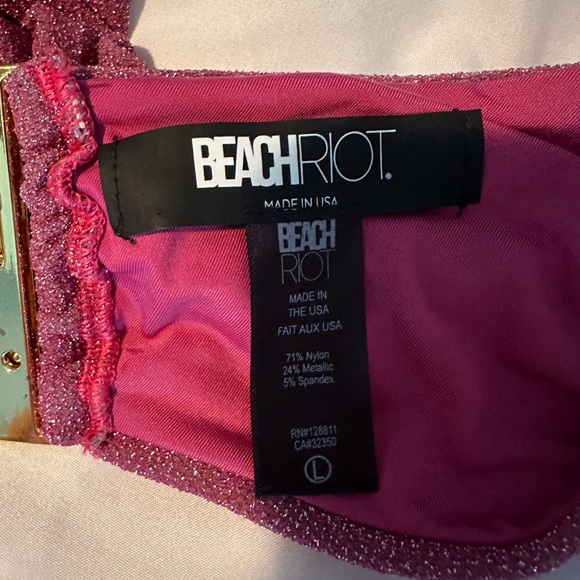 BEACHRIOT®
MADE IN USA
BEACH
RIOT
MADE IN
THE USA
FAIT AUX USA
71% Nylon
24% Metallic
5% Spandex
RN#128811
CA#32350
L